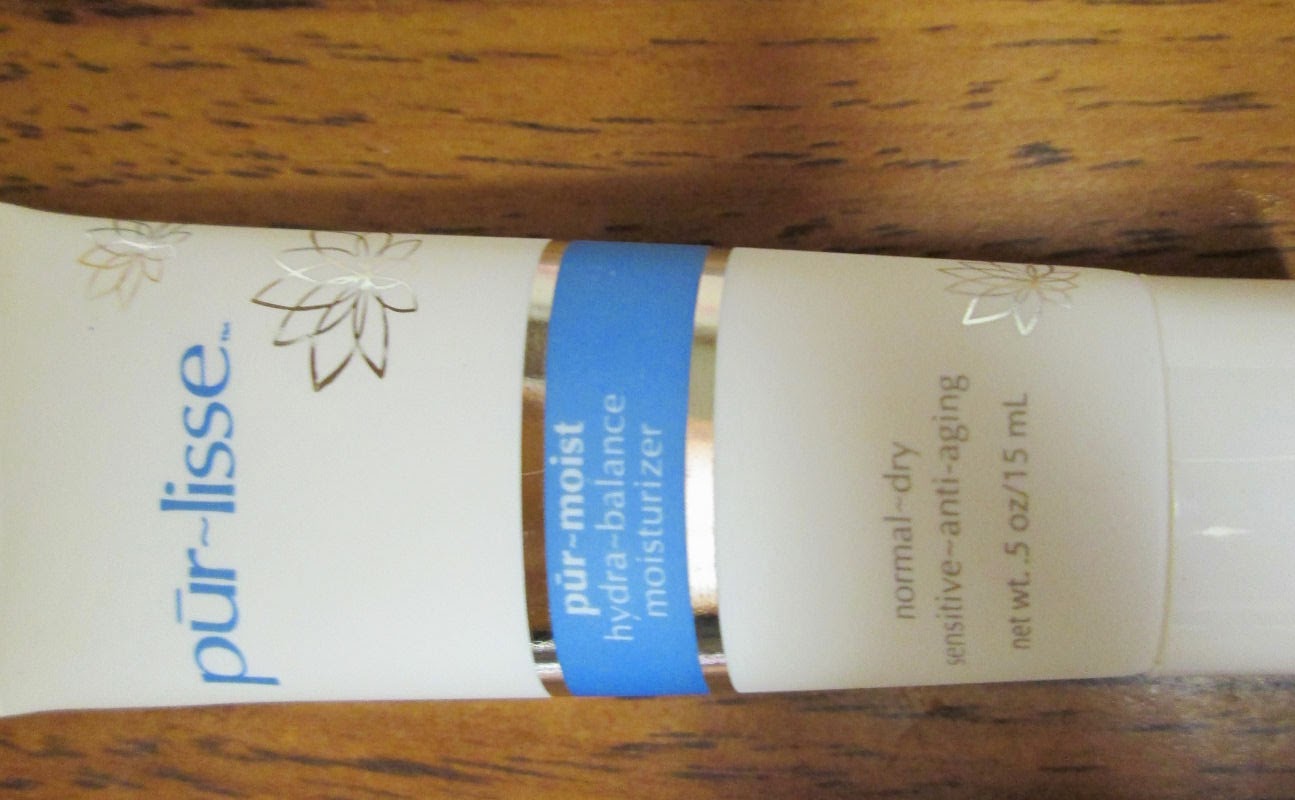 pūr~lisse™
pūr~moist
hydra~balance
moisturizer
normal~dry
sensitive~anti-aging
net wt. .5 oz/15 mL